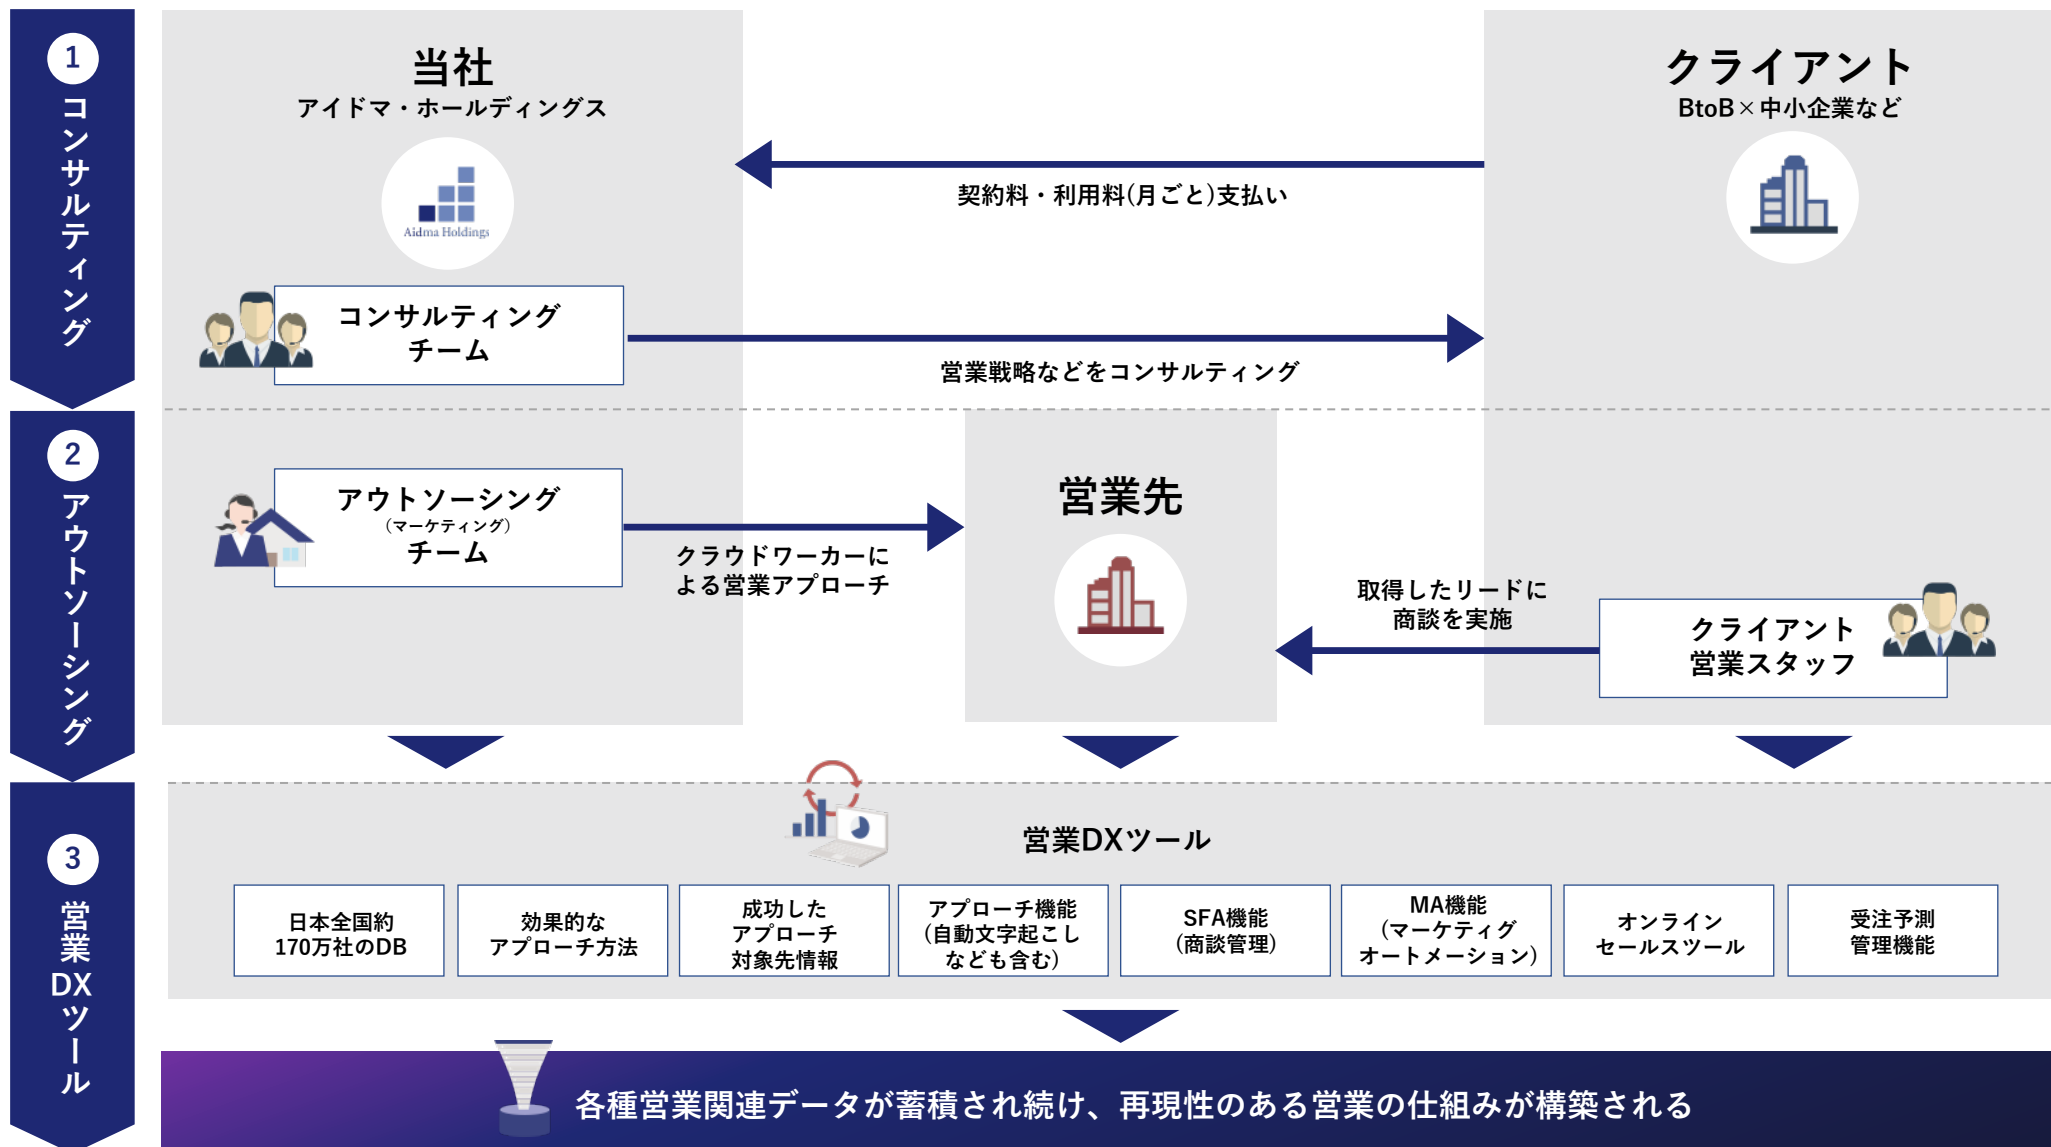 1
コンサルティング
当社
アイドマ・ホールディングス
Aidma Holdings
クライアント
BtoB×中小企業など
契約料・利用料(月ごと)支払い
コンサルティング
チーム
営業戦略などをコンサルティング
2
アウトソーシング
アウトソーシング
（マーケティング）
チーム
クラウドワーカーに
よる営業アプローチ
営業先
取得したリードに
商談を実施
クライアント
営業スタッフ
3
営業DXツール
営業DXツール
日本全国約
170万社のDB
効果的な
アプローチ方法
成功した
アプローチ
対象先情報
アプローチ機能
(自動文字起こし
なども含む)
SFA機能
(商談管理)
MA機能
(マーケティグ
オートメーション)
オンライン
セールスツール
受注予測
管理機能
各種営業関連データが蓄積され続け、再現性のある営業の仕組みが構築される